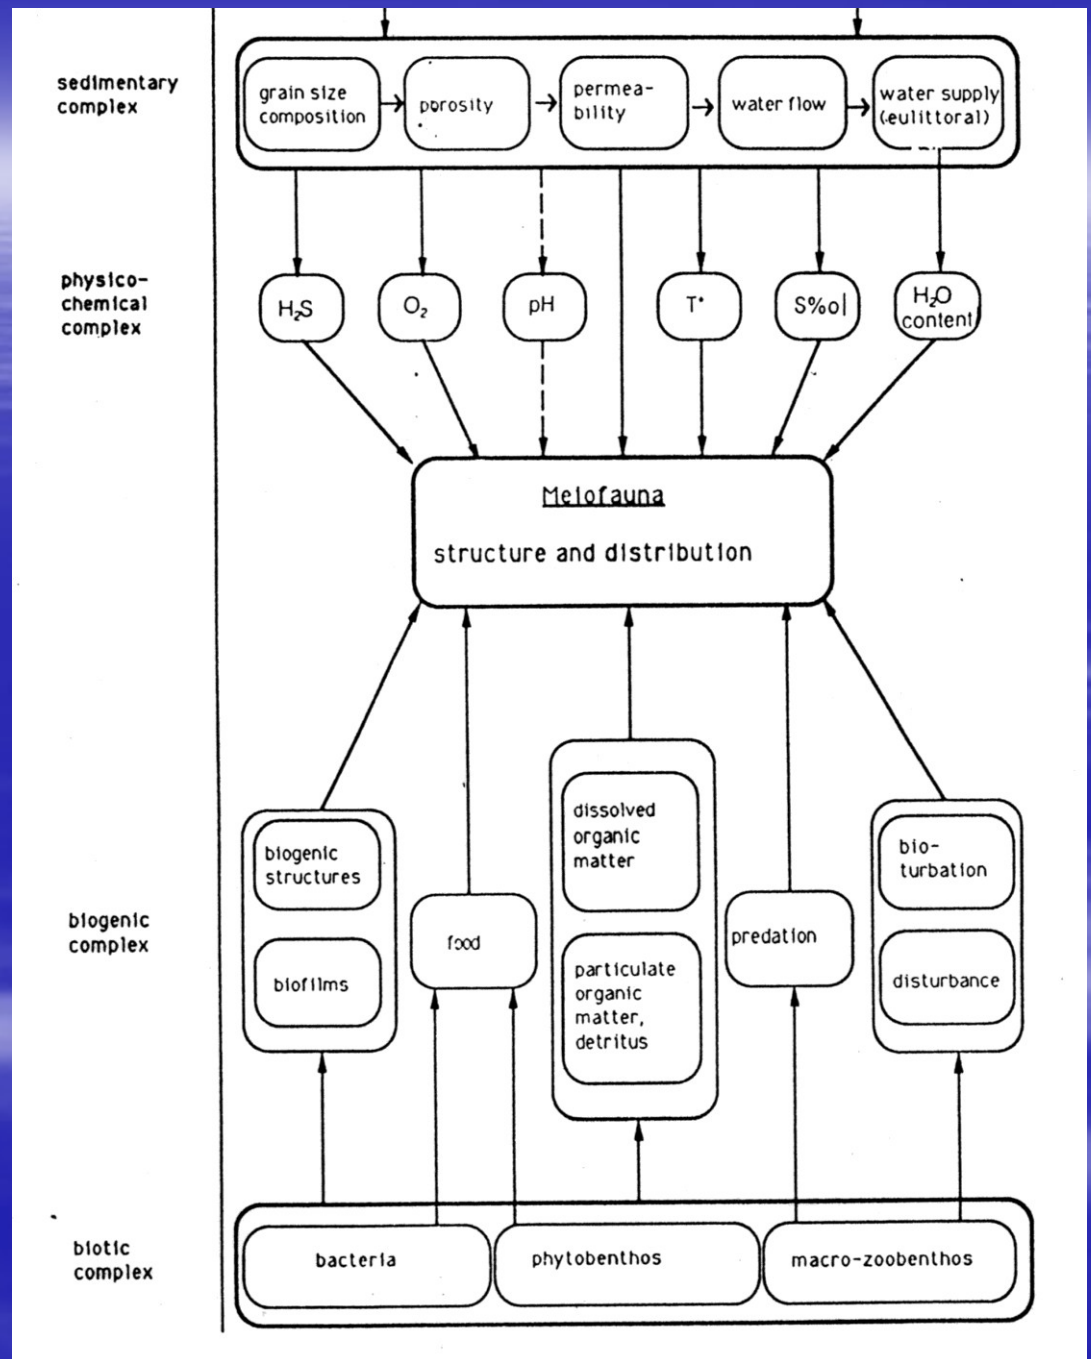 sedimentary
complex
grain size
composition
porosity
permea-
bility
water flow
water supply
(eulittoral)
physico-
chemical
complex
H₂S
O₂
pH
T°
S%o
H₂O
content
Meiofauna
structure and distribution
biogenic
complex
biogenic
structures
biofilms
food
dissolved
organic
matter
particulate
organic
matter,
detritus
predation
bio-
turbation
disturbance
biotic
complex
bacteria
phytobenthos
macro-zoobenthos